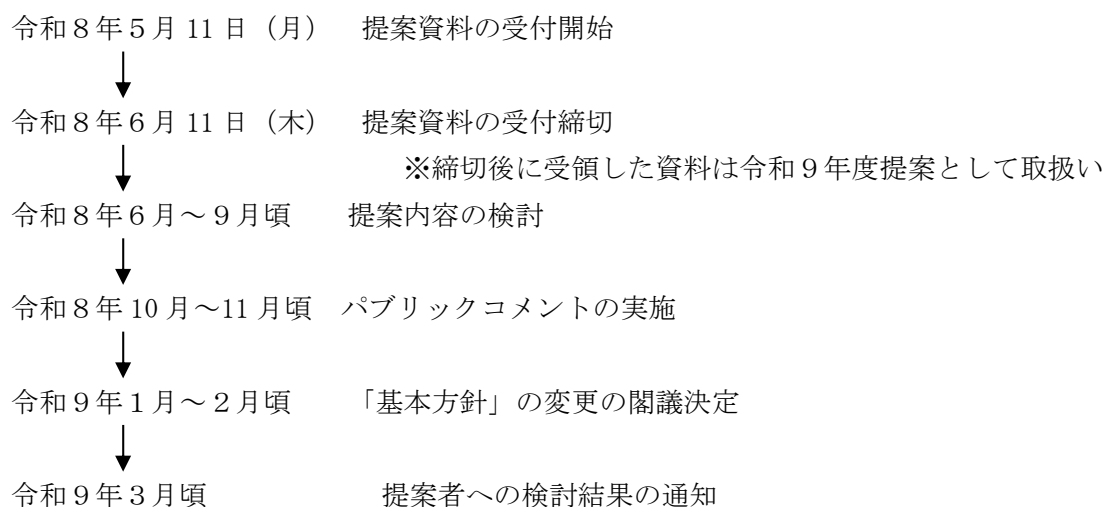 令和８年５月 11 日（月）　提案資料の受付開始
令和８年６月 11 日（木）　提案資料の受付締切
※締切後に受領した資料は令和９年度提案として取扱い
令和８年６月～９月頃　　提案内容の検討
令和８年 10 月～11 月頃　パブリックコメントの実施
令和９年１月～２月頃　　「基本方針」の変更の閣議決定
令和９年３月頃　　　　　提案者への検討結果の通知